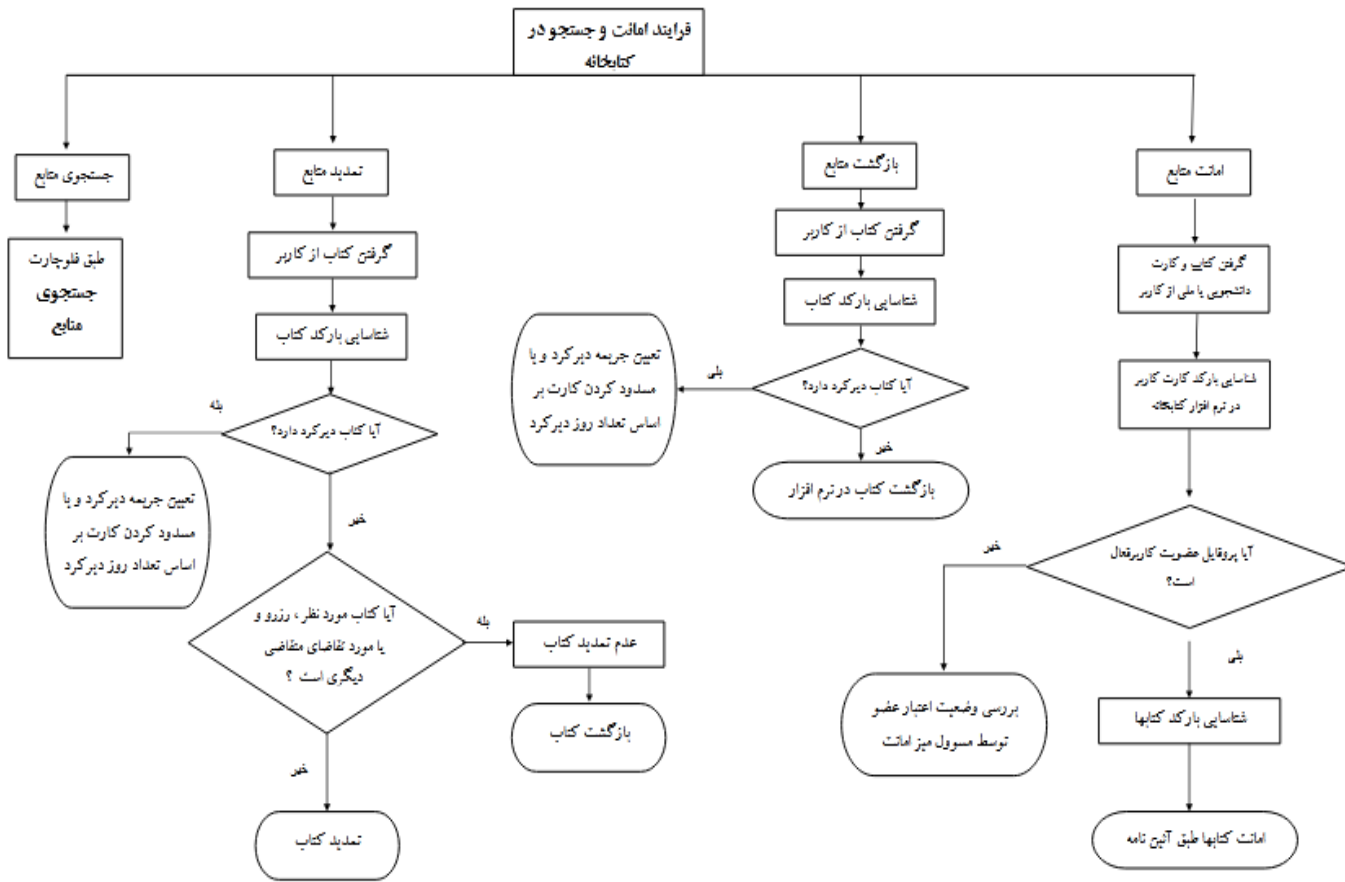 فرایند امانت و جستجو در
کتابخانه
امانت منابع
گرفتن کتاب و کارت
دانشجویی یا ملی از کاربر
شناسایی بارکد کارت کاربر
در نرم افزار کتابخانه
آیا پروفایل عضویت کاربرفعال
است؟
خیر
بررسی وضعیت اعتبار عضو
توسط مسوول میز امانت
بلی
شناسایی بارکد کتابها
امانت کتابها طبق آئین نامه
بازگشت منابع
گرفتن کتاب از کاربر
شناسایی بارکد کتاب
آیا کتاب دیرکرد دارد؟
بلی
تعیین جریمه دیرکرد و یا
مسدود کردن کارت بر
اساس تعداد روز دیرکرد
خیر
بازگشت کتاب در نرم افزار
تمدید منابع
گرفتن کتاب از کاربر
شناسایی بارکد کتاب
آیا کتاب دیرکرد دارد؟
بله
تعیین جریمه دیرکرد و یا
مسدود کردن کارت بر
اساس تعداد روز دیرکرد
خیر
آیا کتاب مورد نظر ، رزرو و
یا مورد تقاضای متقاضی
دیگری است ؟
بله
عدم تمدید کتاب
بازگشت کتاب
خیر
تمدید کتاب
جستجوی منابع
طبق فلوچارت
جستجوی
منابع